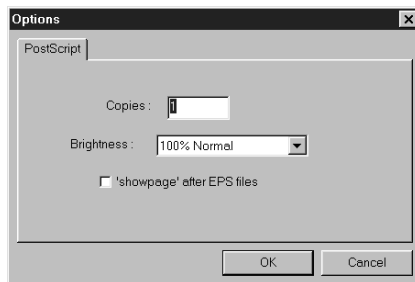 Options
PostScript
Copies :
1
Brightness :
100% Normal
'showpage' after EPS files
OK
Cancel